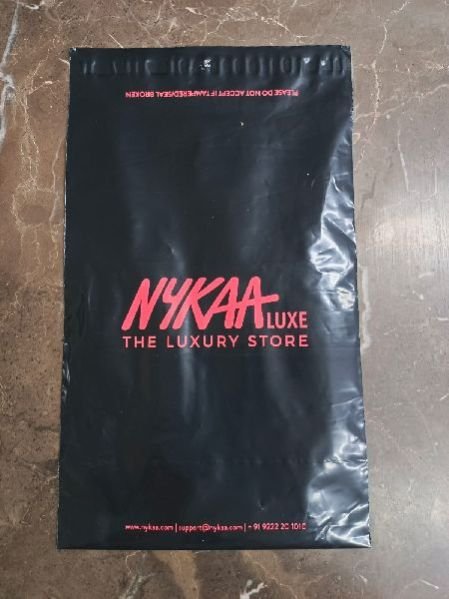 PLEASE DO NOT ACCEPT IF TAMPERED/SEAL BROKEN
NYKAA LUXE
THE LUXURY STORE
www.nykaa.com | support@nykaa.com | +91 9222 20 1010